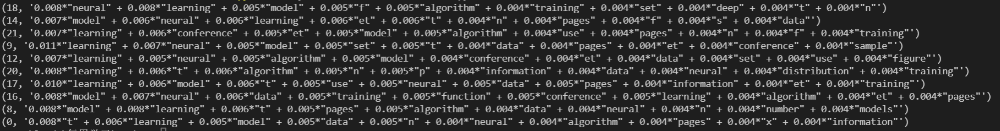 (18, '0.008*"neural" + 0.008*"learning" + 0.005*"model" + 0.005*"f" + 0.005*"algorithm" + 0.004*"training" + 0.004*"set" + 0.004*"deep" + 0.004*"t" + 0.004*"n"')
(14, '0.007*"model" + 0.006*"neural" + 0.006*"learning" + 0.006*"et" + 0.006*"t" + 0.004*"n" + 0.004*"pages" + 0.004*"f" + 0.004*"s" + 0.004*"data"')
(21, '0.007*"learning" + 0.006*"conference" + 0.005*"et" + 0.005*"model" + 0.005*"algorithm" + 0.004*"use" + 0.004*"pages" + 0.004*"n" + 0.004*"f" + 0.004*"training"')
(9, '0.011*"learning" + 0.007*"neural" + 0.005*"model" + 0.005*"set" + 0.005*"t" + 0.004*"data" + 0.004*"pages" + 0.004*"et" + 0.004*"conference" + 0.004*"sample"')
(12, '0.007*"learning" + 0.005*"neural" + 0.005*"algorithm" + 0.005*"model" + 0.004*"conference" + 0.004*"et" + 0.004*"data" + 0.004*"set" + 0.004*"use" + 0.004*"figure"')
(20, '0.008*"learning" + 0.006*"t" + 0.006*"algorithm" + 0.005*"n" + 0.005*"p" + 0.004*"information" + 0.004*"data" + 0.004*"neural" + 0.004*"distribution" + 0.004*"training"')
(17, '0.010*"learning" + 0.006*"model" + 0.006*"t" + 0.005*"use" + 0.005*"neural" + 0.005*"data" + 0.005*"pages" + 0.004*"information" + 0.004*"et" + 0.004*"training"')
(16, '0.008*"model" + 0.007*"neural" + 0.006*"data" + 0.005*"training" + 0.005*"function" + 0.005*"conference" + 0.005*"learning" + 0.004*"algorithm" + 0.004*"et" + 0.004*"pages"')
(8, '0.008*"model" + 0.008*"learning" + 0.006*"t" + 0.005*"pages" + 0.005*"algorithm" + 0.004*"data" + 0.004*"neural" + 0.004*"n" + 0.004*"number" + 0.004*"models"')
(0, '0.008*"t" + 0.006*"learning" + 0.005*"model" + 0.005*"data" + 0.005*"n" + 0.004*"neural" + 0.004*"algorithm" + 0.004*"pages" + 0.004*"x" + 0.004*"information"')